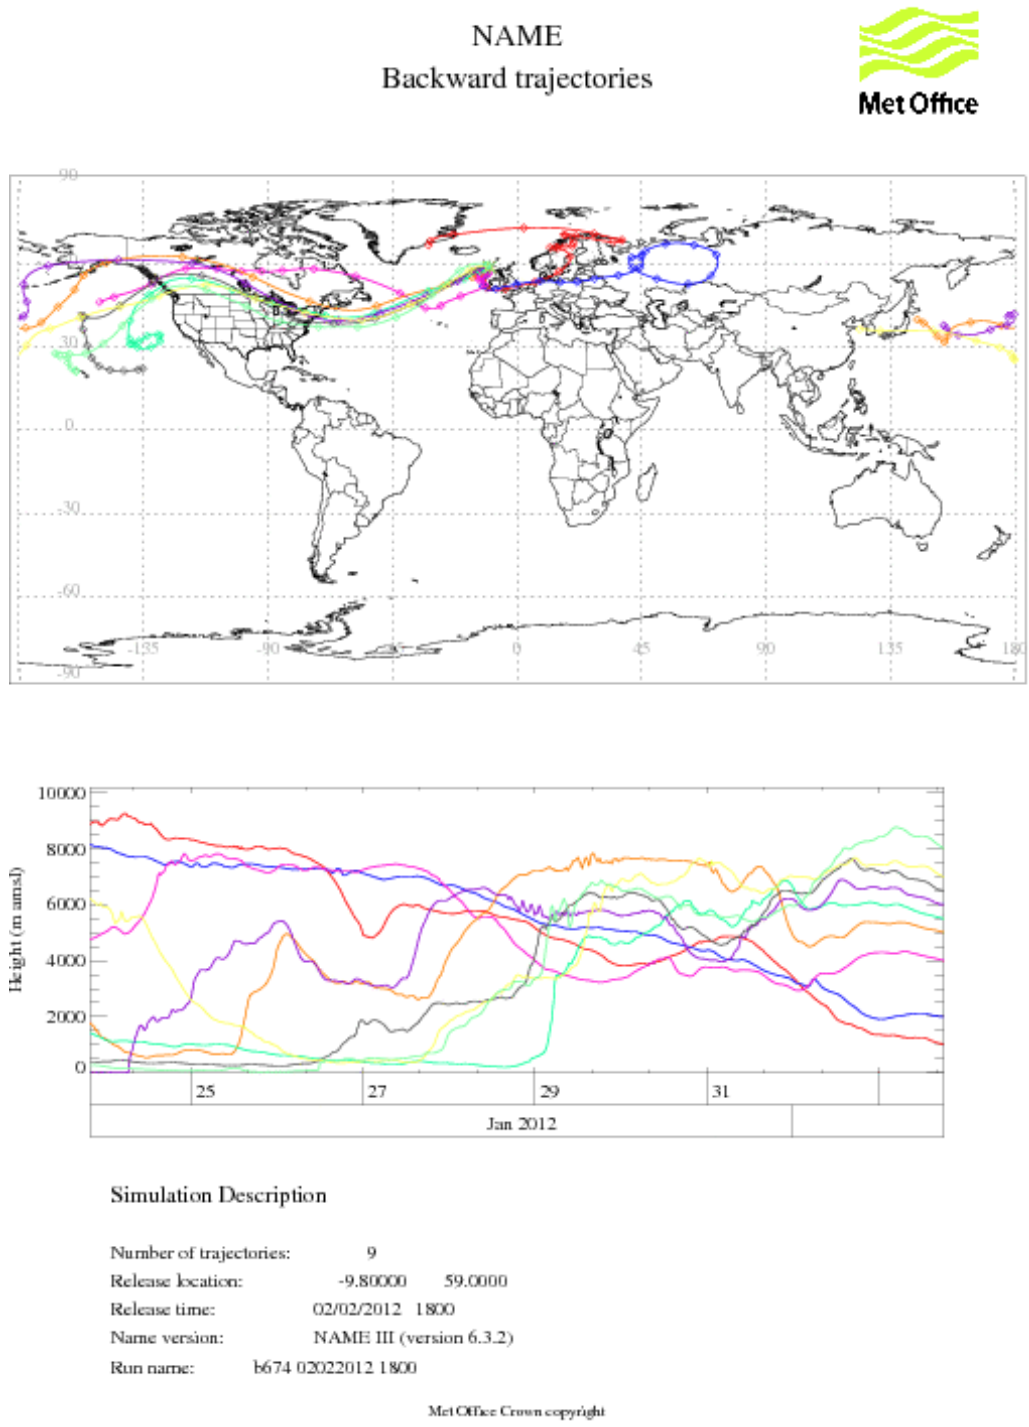 NAME
Backward trajectories
Met Office
90
30
0
-30
-60
-90
-135 -90 -45 0 45 90 135 180
10000
8000
6000
4000
2000
0
Height (m amsl)
25 27 29 31
Jan 2012
Simulation Description
Number of trajectories: 9
Release location: -9.80000 59.0000
Release time: 02/02/2012 1800
Name version: NAME III (version 6.3.2)
Run name: b674 02022012 1800
Met Office Crown copyright